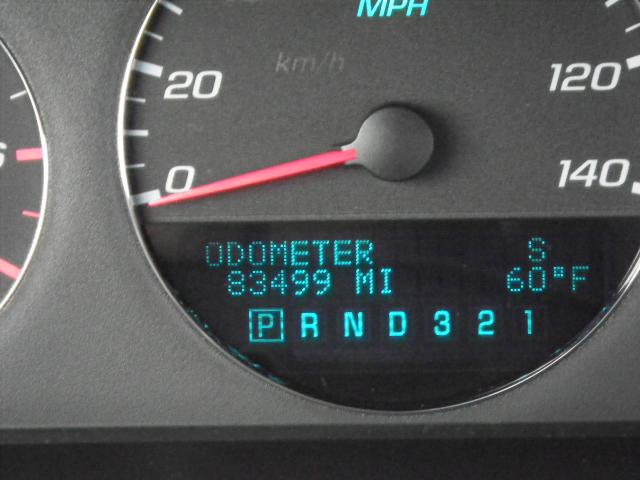 MPH
km/h
20
120
0
140
ODOMETER S
83499 MI 60°F
P R N D 3 2 1